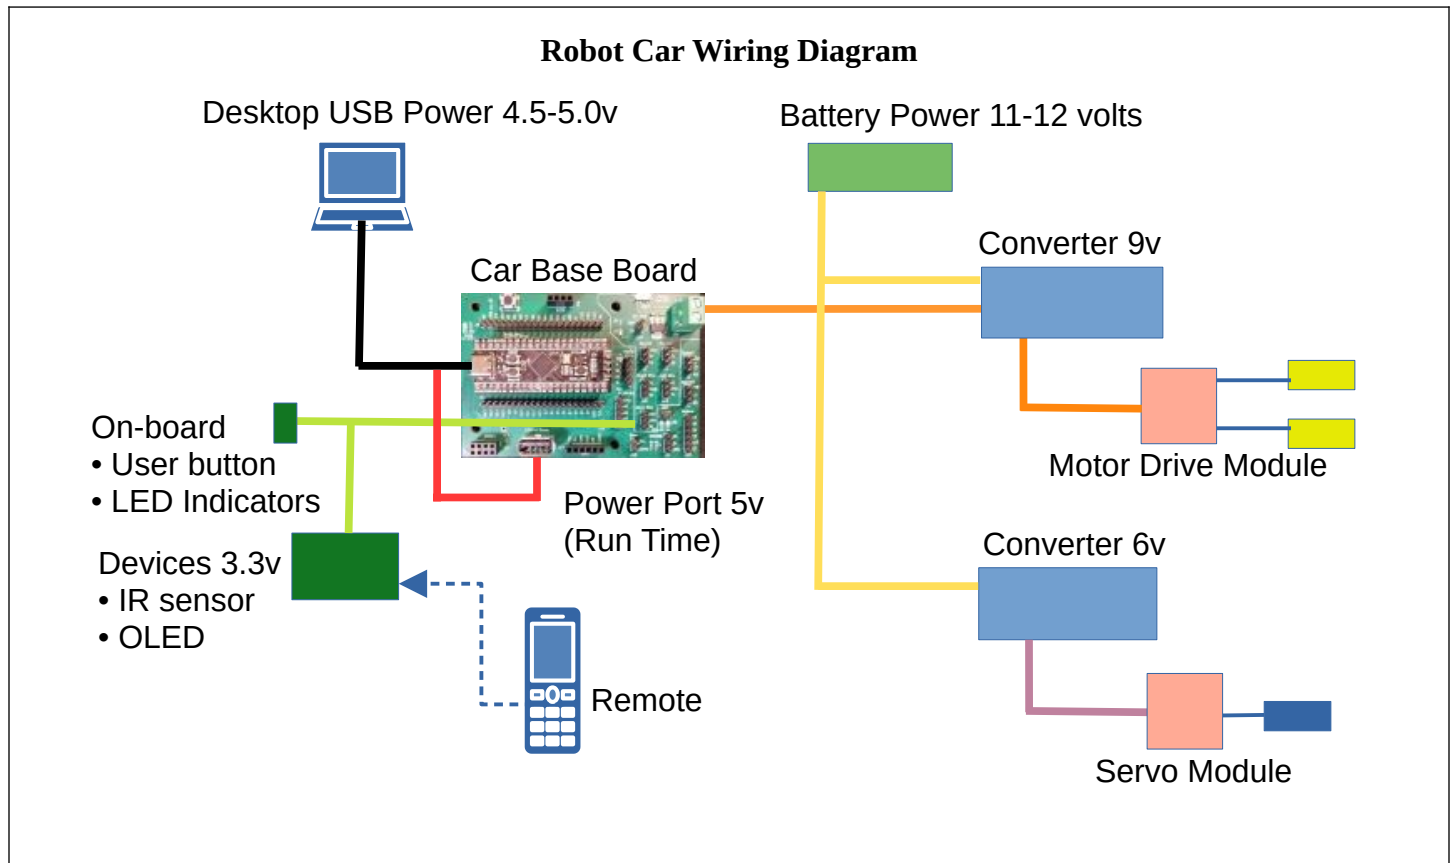 Robot Car Wiring Diagram
Desktop USB Power 4.5-5.0v
Battery Power 11-12 volts
Converter 9v
Car Base Board
On-board
• User button
• LED Indicators
Motor Drive Module
Power Port 5v
(Run Time)
Converter 6v
Devices 3.3v
• IR sensor
• OLED
Remote
Servo Module